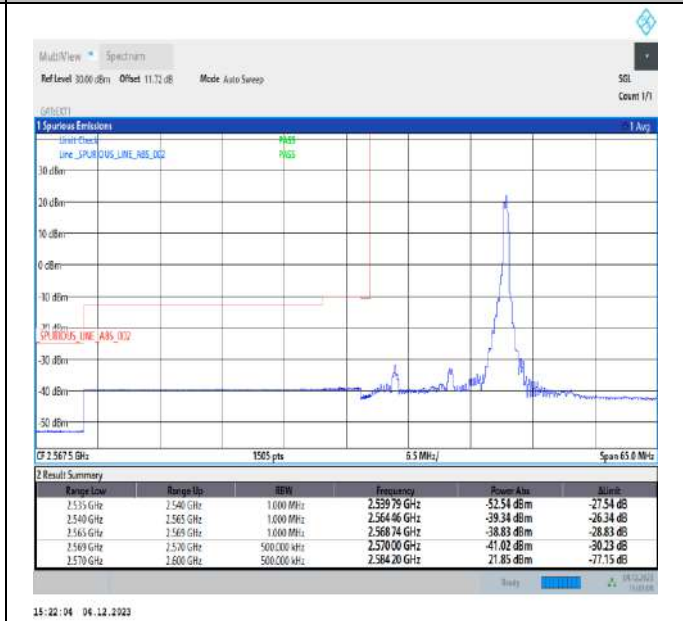 MultiView Spectrum
Ref Level 30.00 dBm Offset 11.72 dB Mode Auto Sweep SGL
Count 1/1
1 Spurious Emissions 1 Avg
Limit Check PASS
Line _SPURIOUS_LINE_ABS_002 PASS
30 dBm
20 dBm
10 dBm
0 dBm
-10 dBm
-20 dBm
_SPURIOUS_LINE_ABS_002
-30 dBm
-40 dBm
-50 dBm
CF 2.5675 GHz 1505 pts 6.5 MHz/ Span 65.0 MHz
2 Result Summary
Range Low Range Up RBW Frequency Power Abs ΔLimit
2.535 GHz 2.540 GHz 1.000 MHz 2.53979 GHz -52.54 dBm -27.54 dB
2.540 GHz 2.565 GHz 1.000 MHz 2.56446 GHz -39.34 dBm -26.34 dB
2.565 GHz 2.569 GHz 1.000 MHz 2.56874 GHz -38.83 dBm -28.83 dB
2.569 GHz 2.570 GHz 500.000 kHz 2.57000 GHz -41.02 dBm -30.23 dB
2.570 GHz 2.600 GHz 500.000 kHz 2.58420 GHz 21.85 dBm -77.15 dB
Ready 04.12.2023
15:22:04 04.12.2023